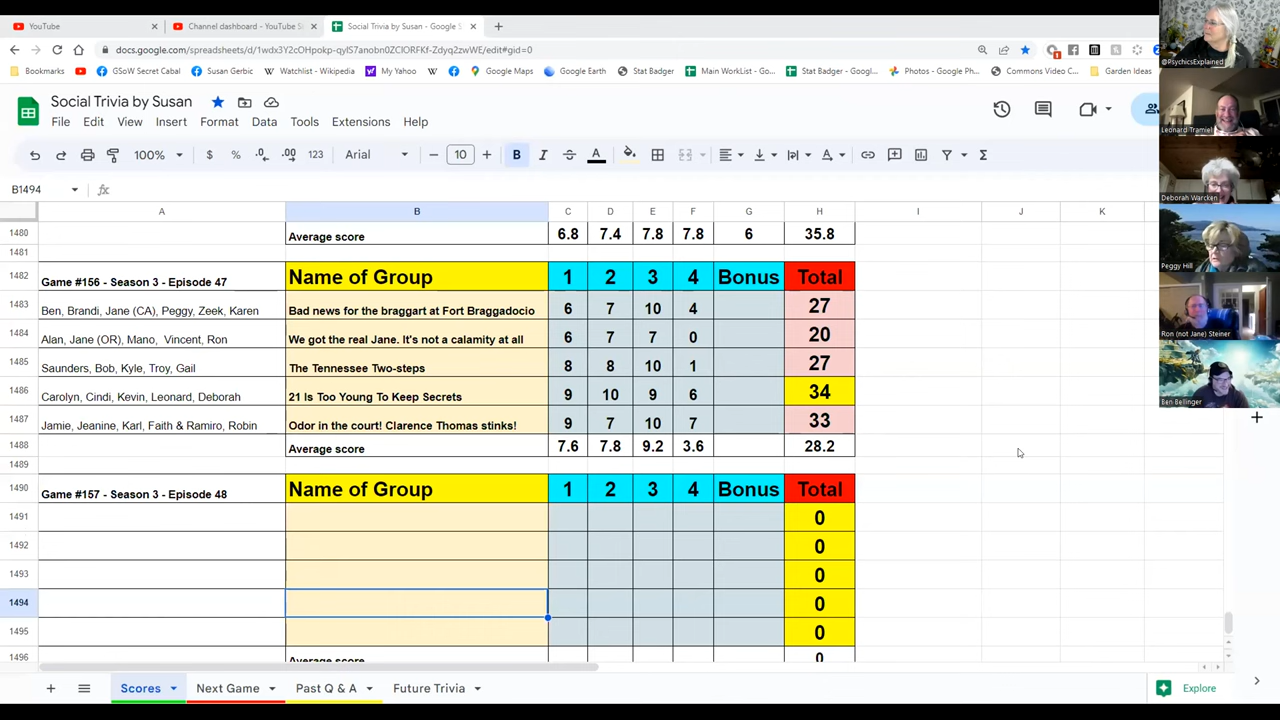 YouTube
Channel dashboard - YouTube S
Social Trivia by Susan - Google S
docs.google.com/spreadsheets/d/1wdx3Y2cOHpokp-qyIS7anobn0ZCIORFKf-Zdyq2zwWE/edit#gid=0
Bookmarks GSoW Secret Cabal Susan Gerbic Watchlist - Wikipedia My Yahoo Google Maps Google Earth Stat Badger Main WorkList - Go... Stat Badger - Googl... Photos - Google Ph... Commons Video C... Garden Ideas
@PsychicsExplained
Social Trivia by Susan
File Edit View Insert Format Data Tools Extensions Help
Leonard Tramiel
100% $ % .0 .00 123 Arial 10 B I A
B1494 fx
Deborah Warcken
A B C D E F G H I J K
1480 Average score 6.8 7.4 7.8 7.8 6 35.8
1481
Peggy Hill
1482 Game #156 - Season 3 - Episode 47 Name of Group 1 2 3 4 Bonus Total
1483 Ben, Brandi, Jane (CA), Peggy, Zeek, Karen Bad news for the braggart at Fort Braggadocio 6 7 10 4 27
1484 Alan, Jane (OR), Mano, Vincent, Ron We got the real Jane. It's not a calamity at all 6 7 7 0 20
Ron (not Jane) Steiner
1485 Saunders, Bob, Kyle, Troy, Gail The Tennessee Two-steps 8 8 10 1 27
1486 Carolyn, Cindi, Kevin, Leonard, Deborah 21 Is Too Young To Keep Secrets 9 10 9 6 34
Ben Bellinger
1487 Jamie, Jeanine, Karl, Faith & Ramiro, Robin Odor in the court! Clarence Thomas stinks! 9 7 10 7 33
1488 Average score 7.6 7.8 9.2 3.6 28.2
1489
1490 Game #157 - Season 3 - Episode 48 Name of Group 1 2 3 4 Bonus Total
1491 0
1492 0
1493 0
1494 0
1495 0
1496 Average score 0
Scores Next Game Past Q & A Future Trivia Explore